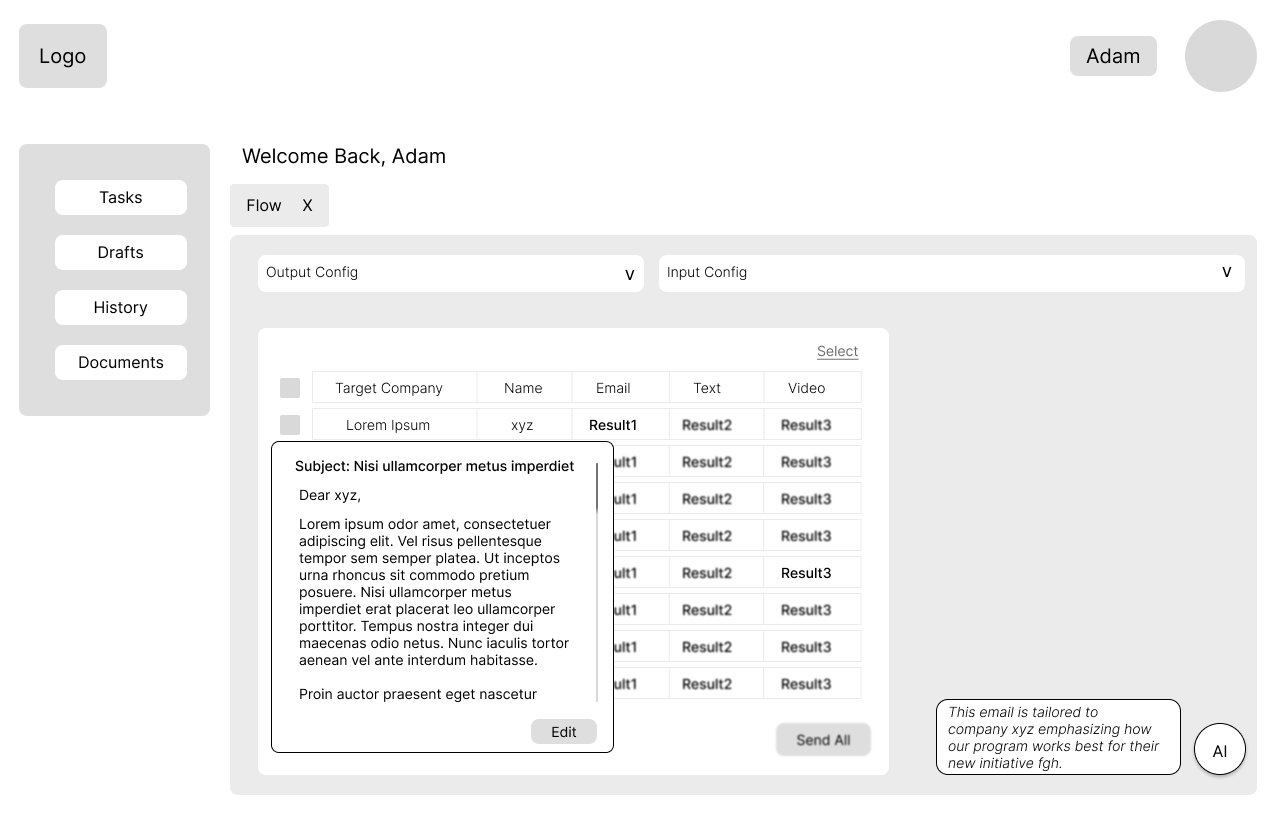 Logo
Adam
Welcome Back, Adam
Tasks
Drafts
History
Documents
Flow X
Output Config v
Input Config v
Select
Target Company Name Email Text Video
Lorem Ipsum xyz Result1 Result2 Result3
ult1 Result2 Result3
ult1 Result2 Result3
ult1 Result2 Result3
ult1 Result2 Result3
ult1 Result2 Result3
ult1 Result2 Result3
ult1 Result2 Result3
Subject: Nisi ullamcorper metus imperdiet
Dear xyz,
Lorem ipsum odor amet, consectetuer
adipiscing elit. Vel risus pellentesque
tempor sem semper platea. Ut inceptos
urna rhoncus sit commodo pretium
posuere. Nisi ullamcorper metus
imperdiet erat placerat leo ullamcorper
porttitor. Tempus nostra integer dui
maecenas odio netus. Nunc iaculis tortor
aenean vel ante interdum habitasse.
Proin auctor praesent eget nascetur
Edit
Send All
This email is tailored to
company xyz emphasizing how
our program works best for their
new initiative fgh.
AI